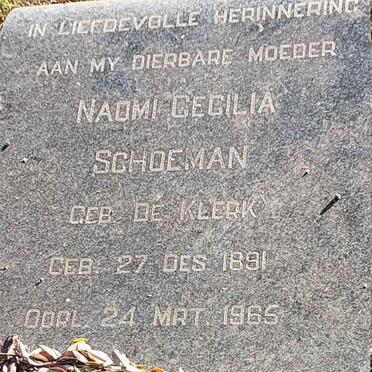 IN LIEFDEVOLLE HERINNERING
AAN MY DIERBARE MOEDER
NAOMI CECILIA
SCHOEMAN
GEB. DE KLERK
GEB. 27 DES 1891
OORL. 24 MRT. 1965